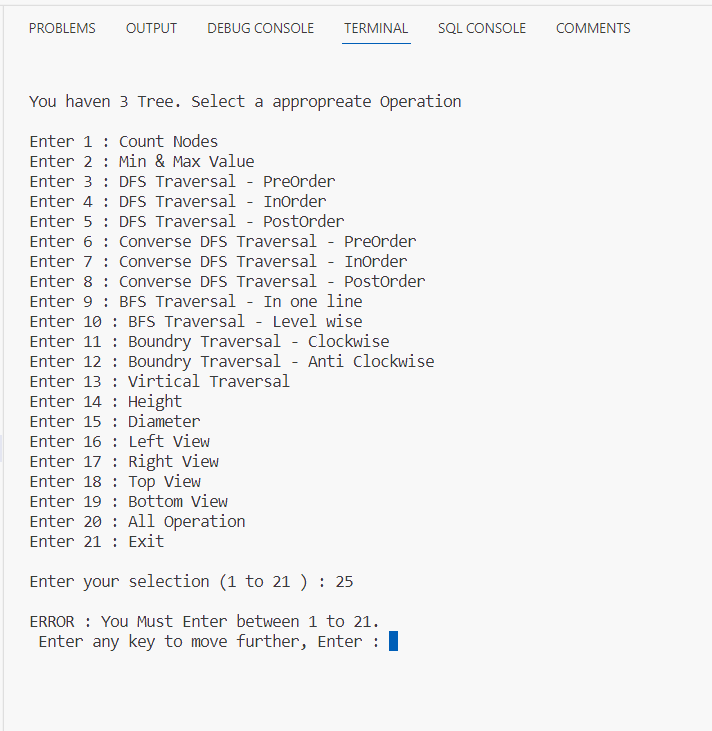 PROBLEMS OUTPUT DEBUG CONSOLE TERMINAL SQL CONSOLE COMMENTS
You haven 3 Tree. Select a appropreate Operation
Enter 1 : Count Nodes
Enter 2 : Min & Max Value
Enter 3 : DFS Traversal - PreOrder
Enter 4 : DFS Traversal - InOrder
Enter 5 : DFS Traversal - PostOrder
Enter 6 : Converse DFS Traversal - PreOrder
Enter 7 : Converse DFS Traversal - InOrder
Enter 8 : Converse DFS Traversal - PostOrder
Enter 9 : BFS Traversal - In one line
Enter 10 : BFS Traversal - Level wise
Enter 11 : Boundry Traversal - Clockwise
Enter 12 : Boundry Traversal - Anti Clockwise
Enter 13 : Virtical Traversal
Enter 14 : Height
Enter 15 : Diameter
Enter 16 : Left View
Enter 17 : Right View
Enter 18 : Top View
Enter 19 : Bottom View
Enter 20 : All Operation
Enter 21 : Exit
Enter your selection (1 to 21 ) : 25
ERROR : You Must Enter between 1 to 21.
Enter any key to move further, Enter :